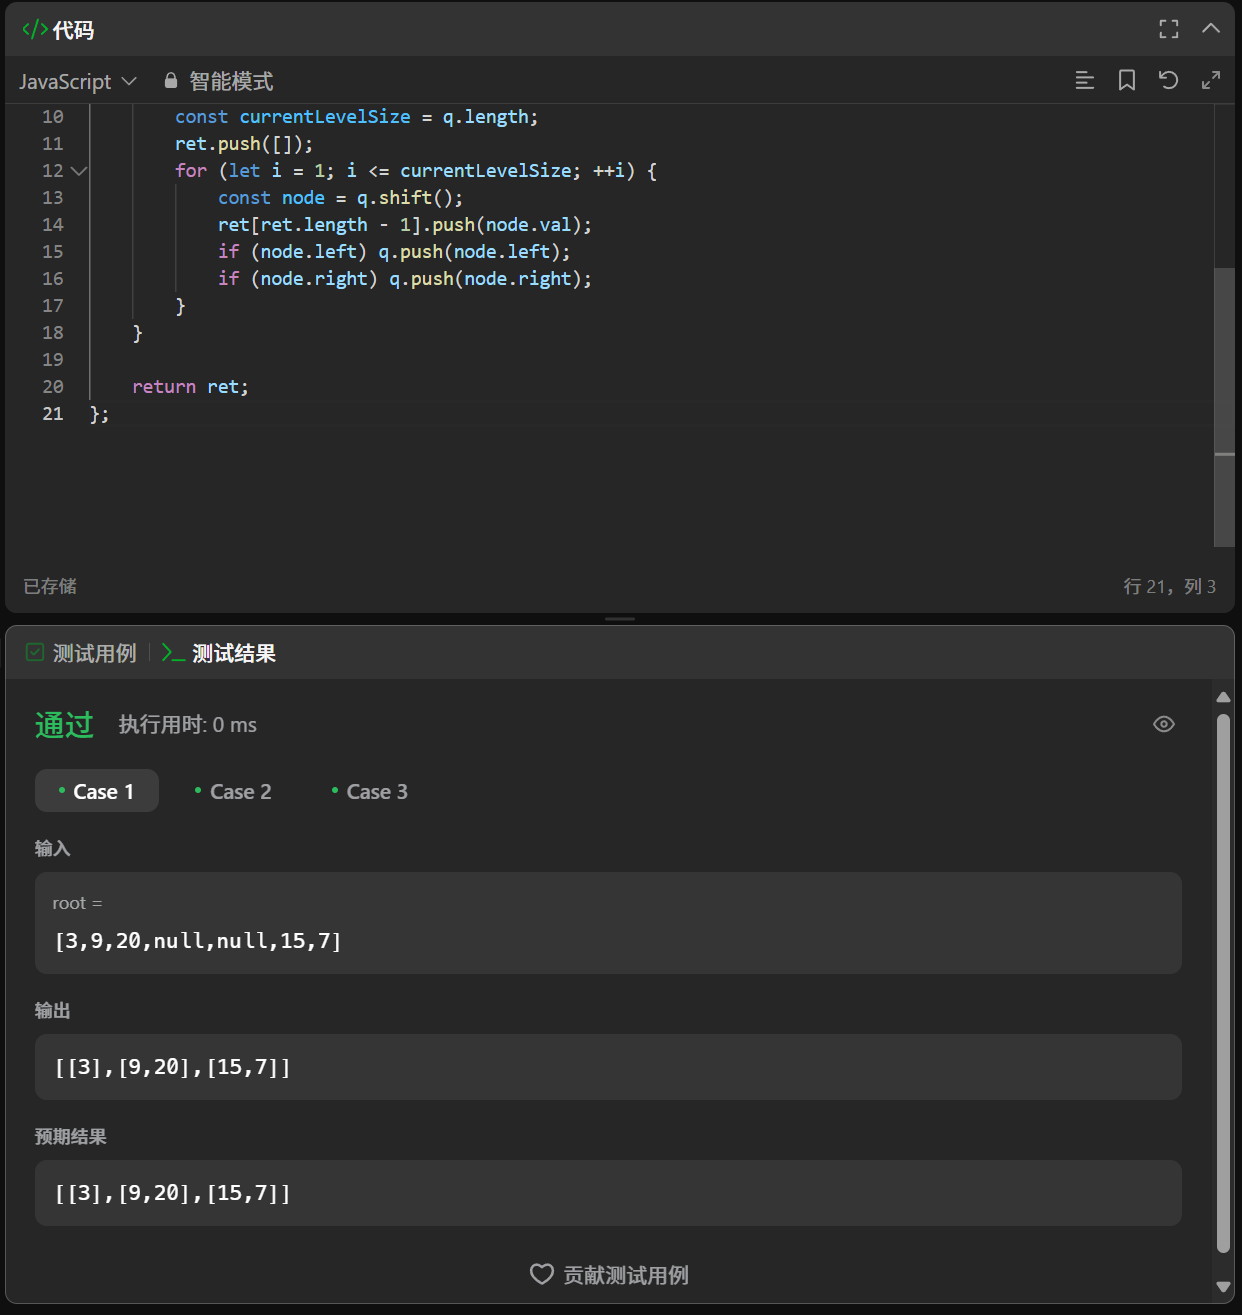 </> 代码
JavaScript 智能模式
10 const currentLevelSize = q.length;
11 ret.push([]);
12 for (let i = 1; i <= currentLevelSize; ++i) {
13 const node = q.shift();
14 ret[ret.length - 1].push(node.val);
15 if (node.left) q.push(node.left);
16 if (node.right) q.push(node.right);
17 }
18 }
19
20 return ret;
21 };
已存储 行 21，列 3
测试用例 | >_ 测试结果
通过 执行用时: 0 ms
• Case 1 • Case 2 • Case 3
输入
root =
[3,9,20,null,null,15,7]
输出
[[3],[9,20],[15,7]]
预期结果
[[3],[9,20],[15,7]]
贡献测试用例